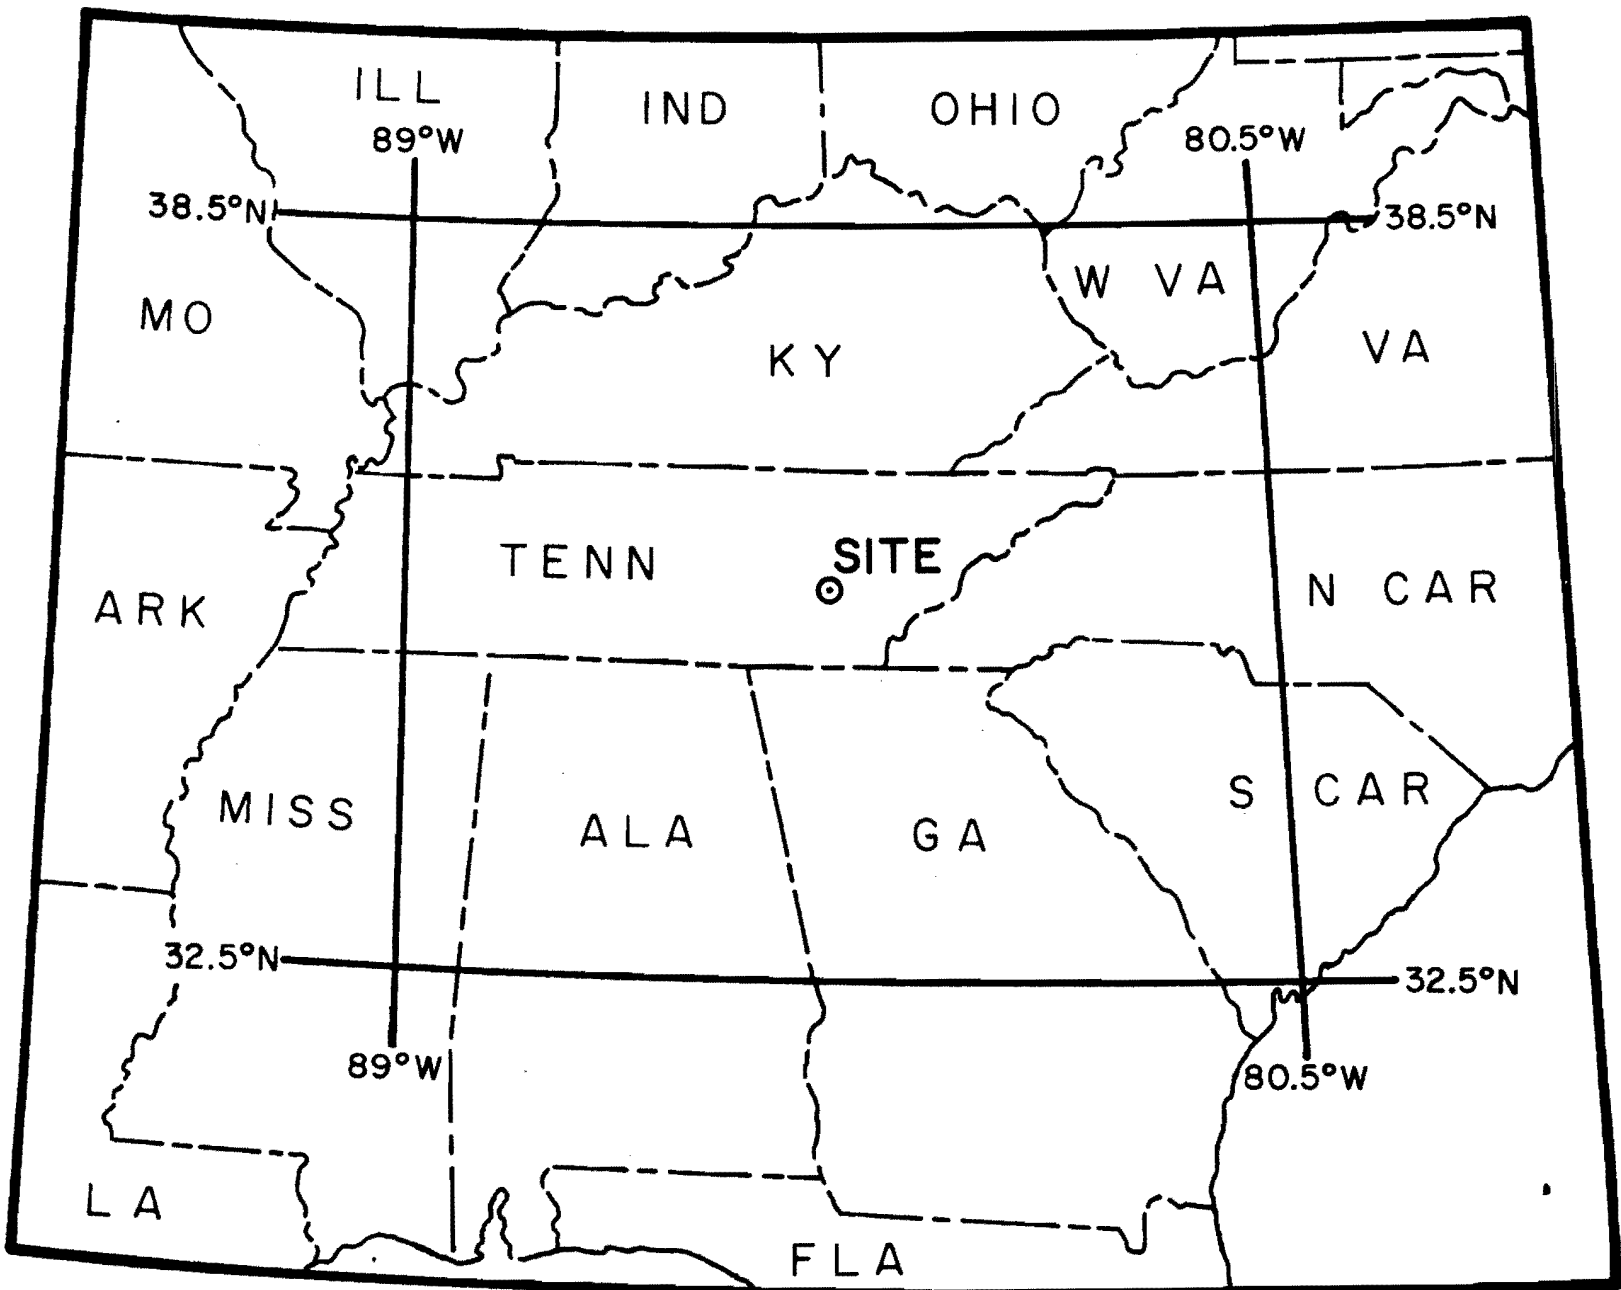 ILL
IND
OHIO
89°W
80.5°W
38.5°N
38.5°N
W VA
MO
KY
VA
SITE
TENN
N CAR
ARK
MISS
ALA
GA
S CAR
32.5°N
32.5°N
89°W
80.5°W
LA
FLA